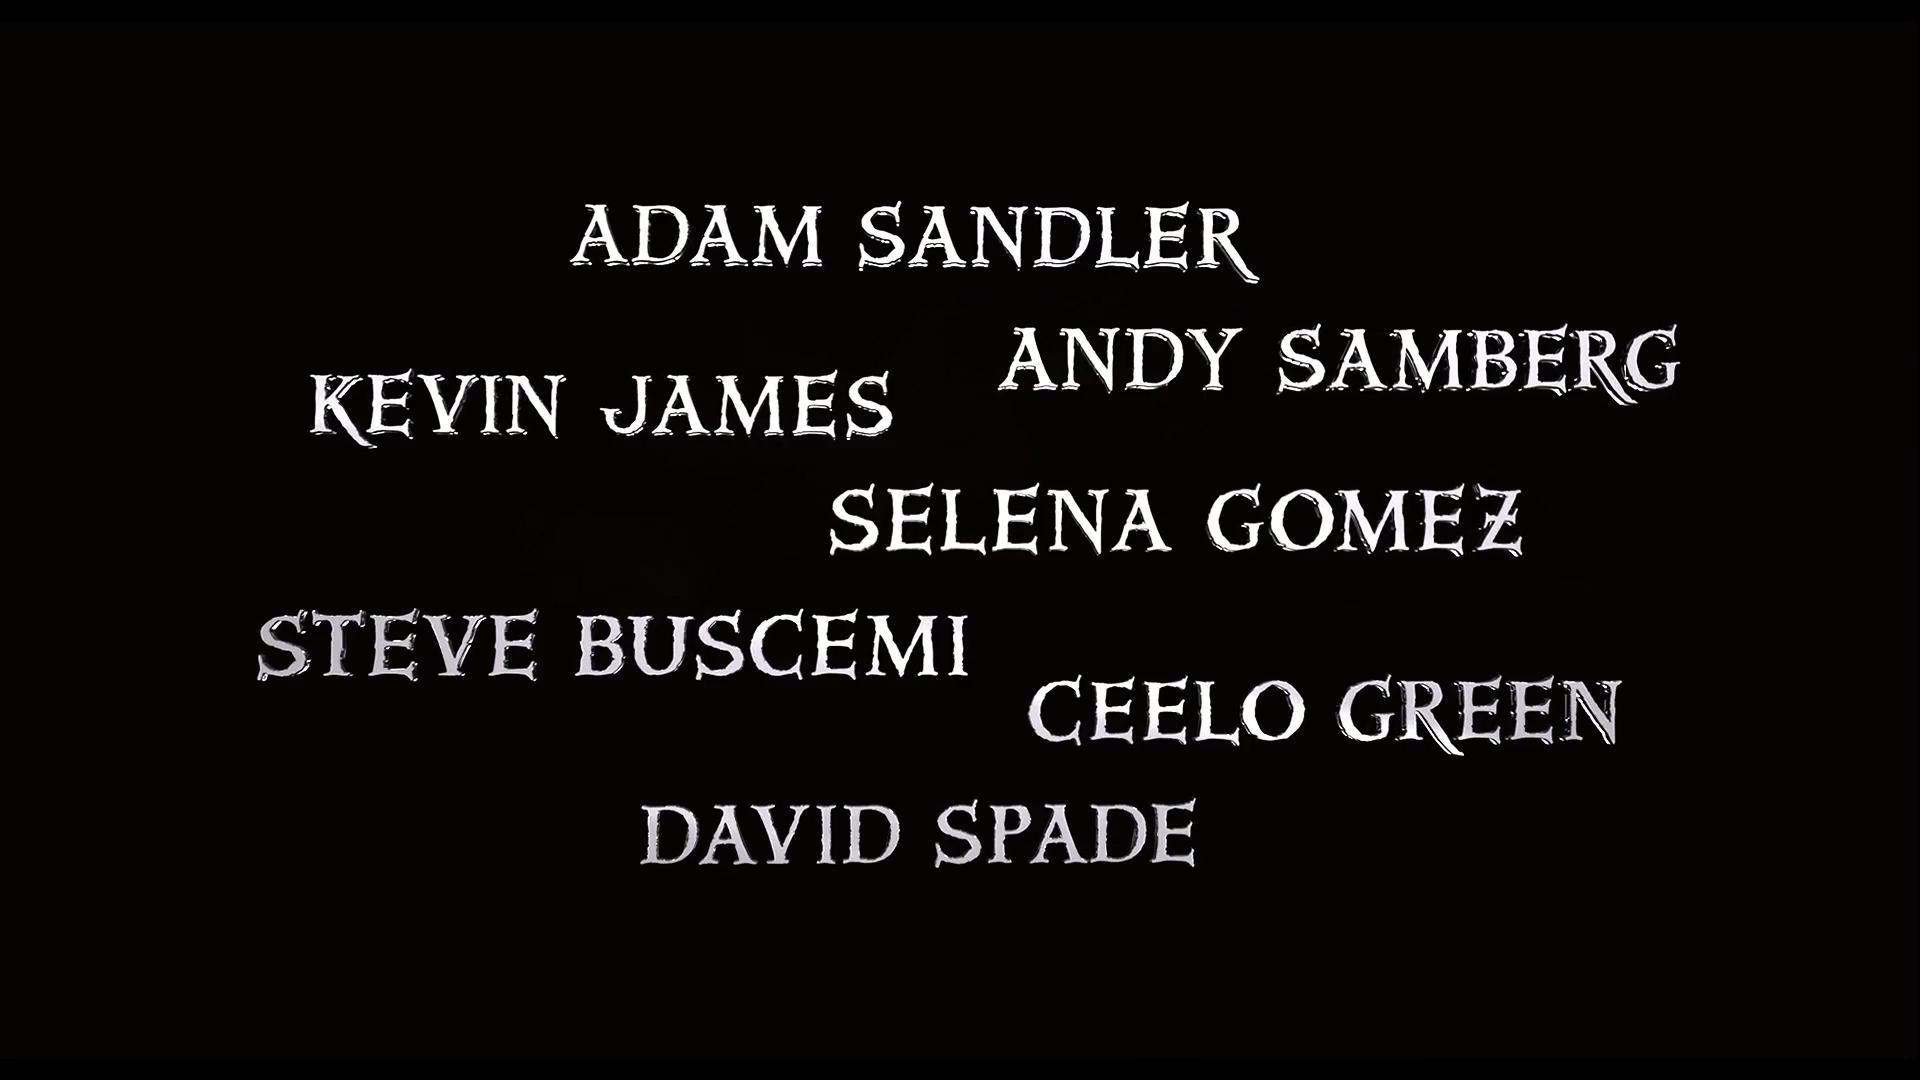 ADAM SANDLER
ANDY SAMBERG
KEVIN JAMES
SELENA GOMEZ
STEVE BUSCEMI
CEELO GREEN
DAVID SPADE